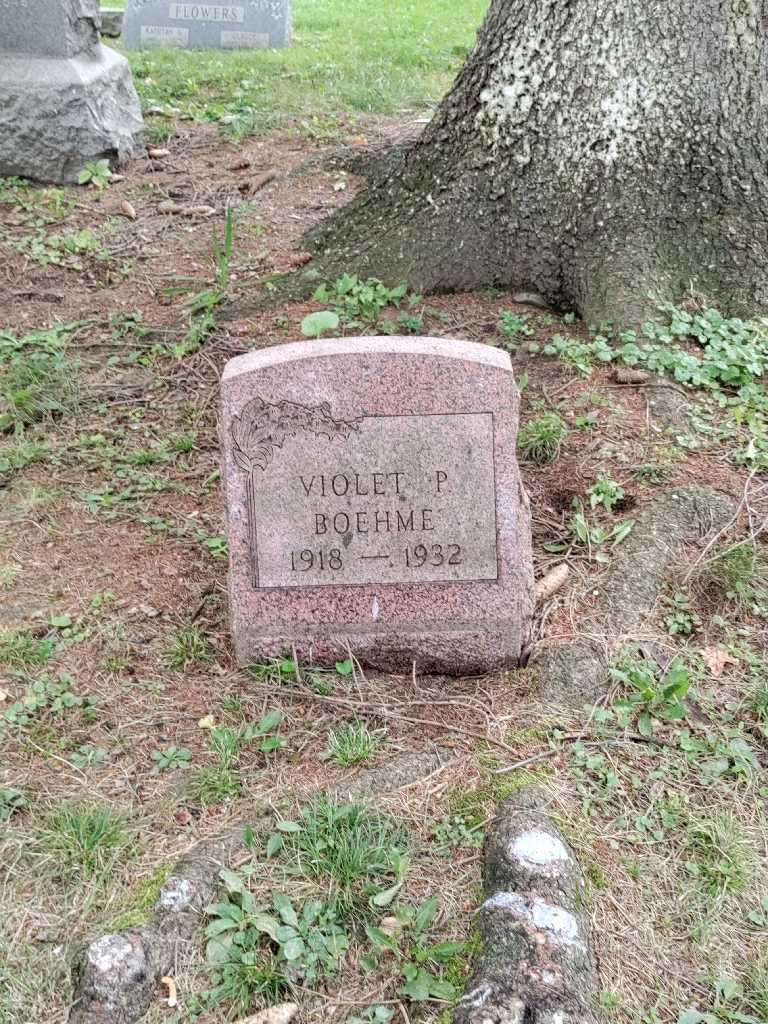 FLOWERS
VIOLET P.
BOEHME
1918 — 1932